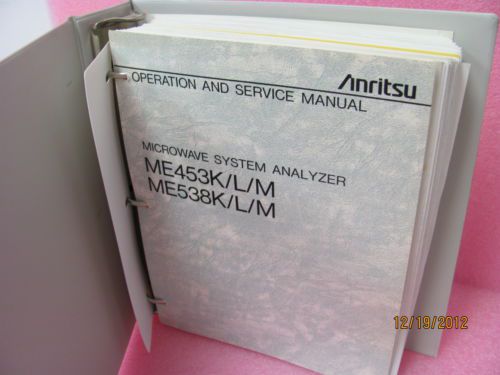 Anritsu
OPERATION AND SERVICE MANUAL
MICROWAVE SYSTEM ANALYZER
ME453K/L/M
ME538K/L/M
12/19/2012